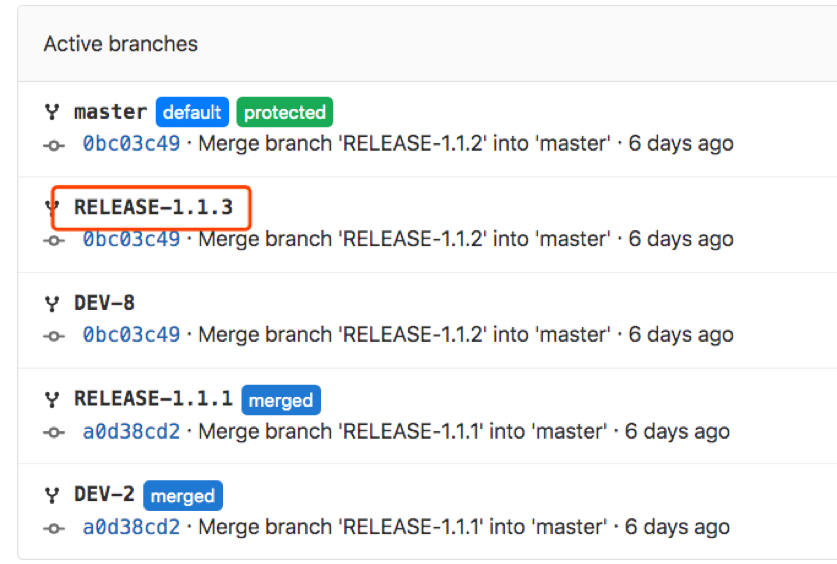 Active branches
master default protected
0bc03c49 · Merge branch 'RELEASE-1.1.2' into 'master' · 6 days ago
RELEASE-1.1.3
0bc03c49 · Merge branch 'RELEASE-1.1.2' into 'master' · 6 days ago
DEV-8
0bc03c49 · Merge branch 'RELEASE-1.1.2' into 'master' · 6 days ago
RELEASE-1.1.1 merged
a0d38cd2 · Merge branch 'RELEASE-1.1.1' into 'master' · 6 days ago
DEV-2 merged
a0d38cd2 · Merge branch 'RELEASE-1.1.1' into 'master' · 6 days ago